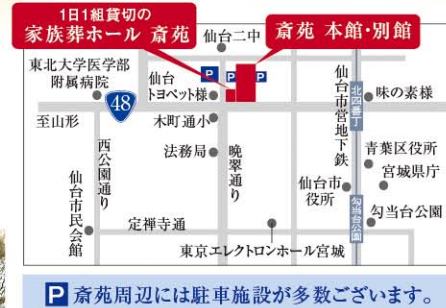 1日1組貸切の
家族葬ホール 斎苑
仙台二中
斎苑 本館・別館
東北大学医学部
附属病院
仙台
トヨペット様
P
P
P
仙台市営地下鉄
北四番丁
味の素様
48
至山形
木町通小
西公園通り
法務局
晩翠通り
青葉区役所
宮城県庁
仙台市
役所
仙台市民会館
勾当台公園
勾当台公園
定禅寺通
東京エレクトロンホール宮城
P 斎苑周辺には駐車施設が多数ございます。